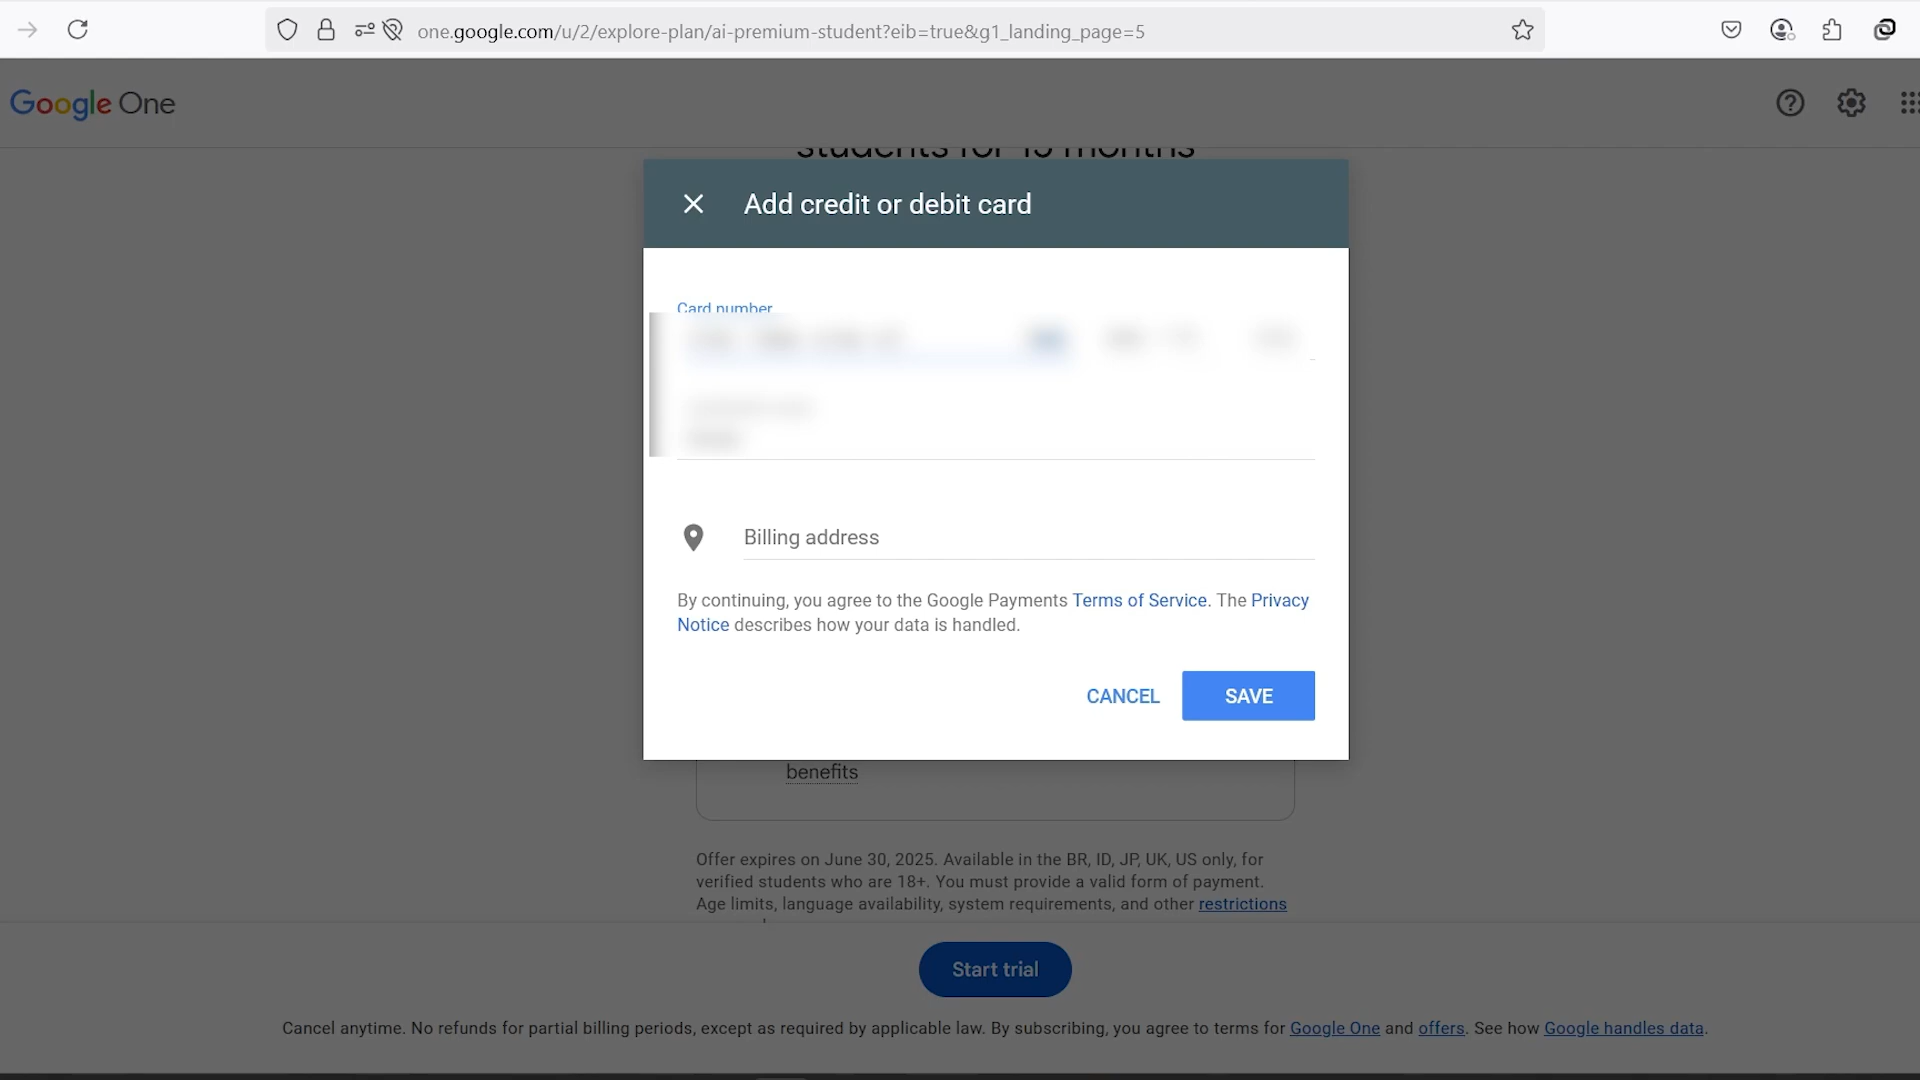 one.google.com/u/2/explore-plan/ai-premium-student?eib=true&g1_landing_page=5
Google One
students for 15 months
Add credit or debit card
Card number
Billing address
By continuing, you agree to the Google Payments Terms of Service. The Privacy
Notice describes how your data is handled.
CANCEL
SAVE
benefits
Offer expires on June 30, 2025. Available in the BR, ID, JP, UK, US only, for
verified students who are 18+. You must provide a valid form of payment.
Age limits, language availability, system requirements, and other restrictions
Start trial
Cancel anytime. No refunds for partial billing periods, except as required by applicable law. By subscribing, you agree to terms for Google One and offers. See how Google handles data.